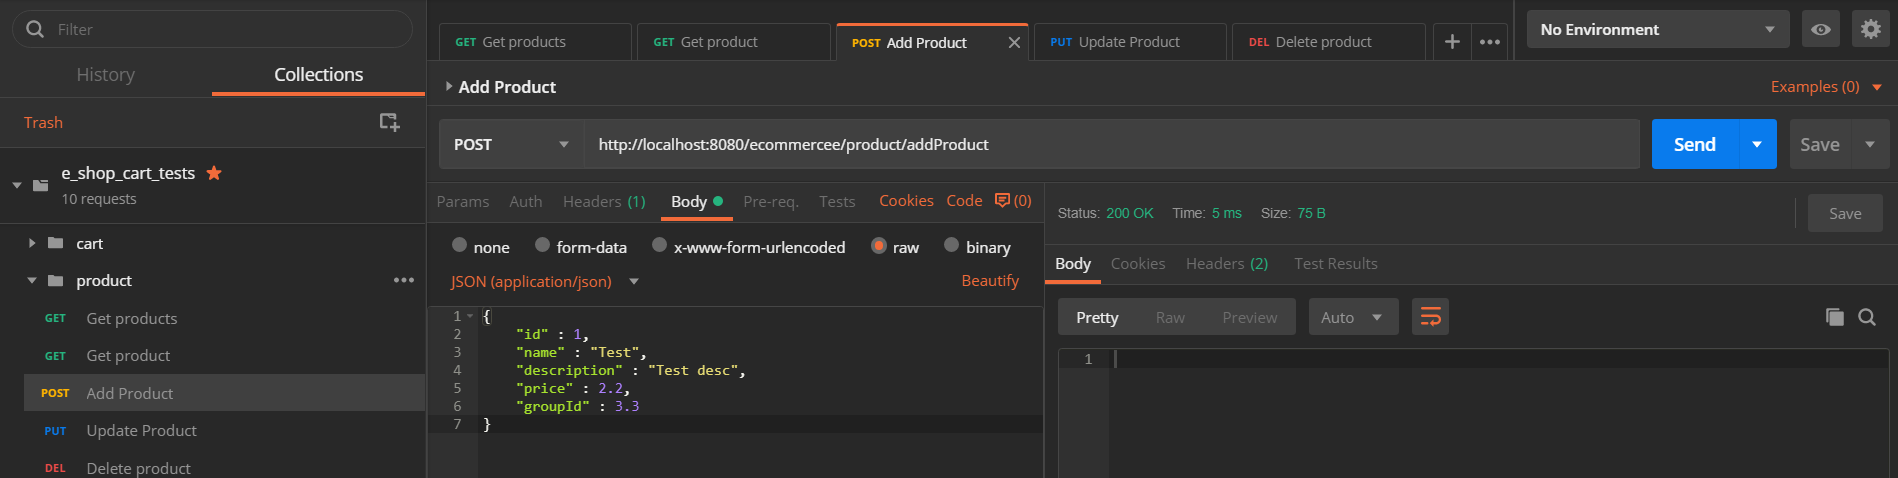 Filter
History Collections
Trash
e_shop_cart_tests
10 requests
cart
product
GET Get products
GET Get product
POST Add Product
PUT Update Product
DEL Delete product
GET Get products GET Get product POST Add Product PUT Update Product DEL Delete product
No Environment
Add Product
Examples (0)
POST http://localhost:8080/ecommercee/product/addProduct
Send Save
Params Auth Headers (1) Body Pre-req. Tests Cookies Code (0)
none form-data x-www-form-urlencoded raw binary
JSON (application/json) Beautify
1 {
2 "id" : 1,
3 "name" : "Test",
4 "description" : "Test desc",
5 "price" : 2.2,
6 "groupId" : 3.3
7 }
Status: 200 OK Time: 5 ms Size: 75 B Save
Body Cookies Headers (2) Test Results
Pretty Raw Preview Auto
1